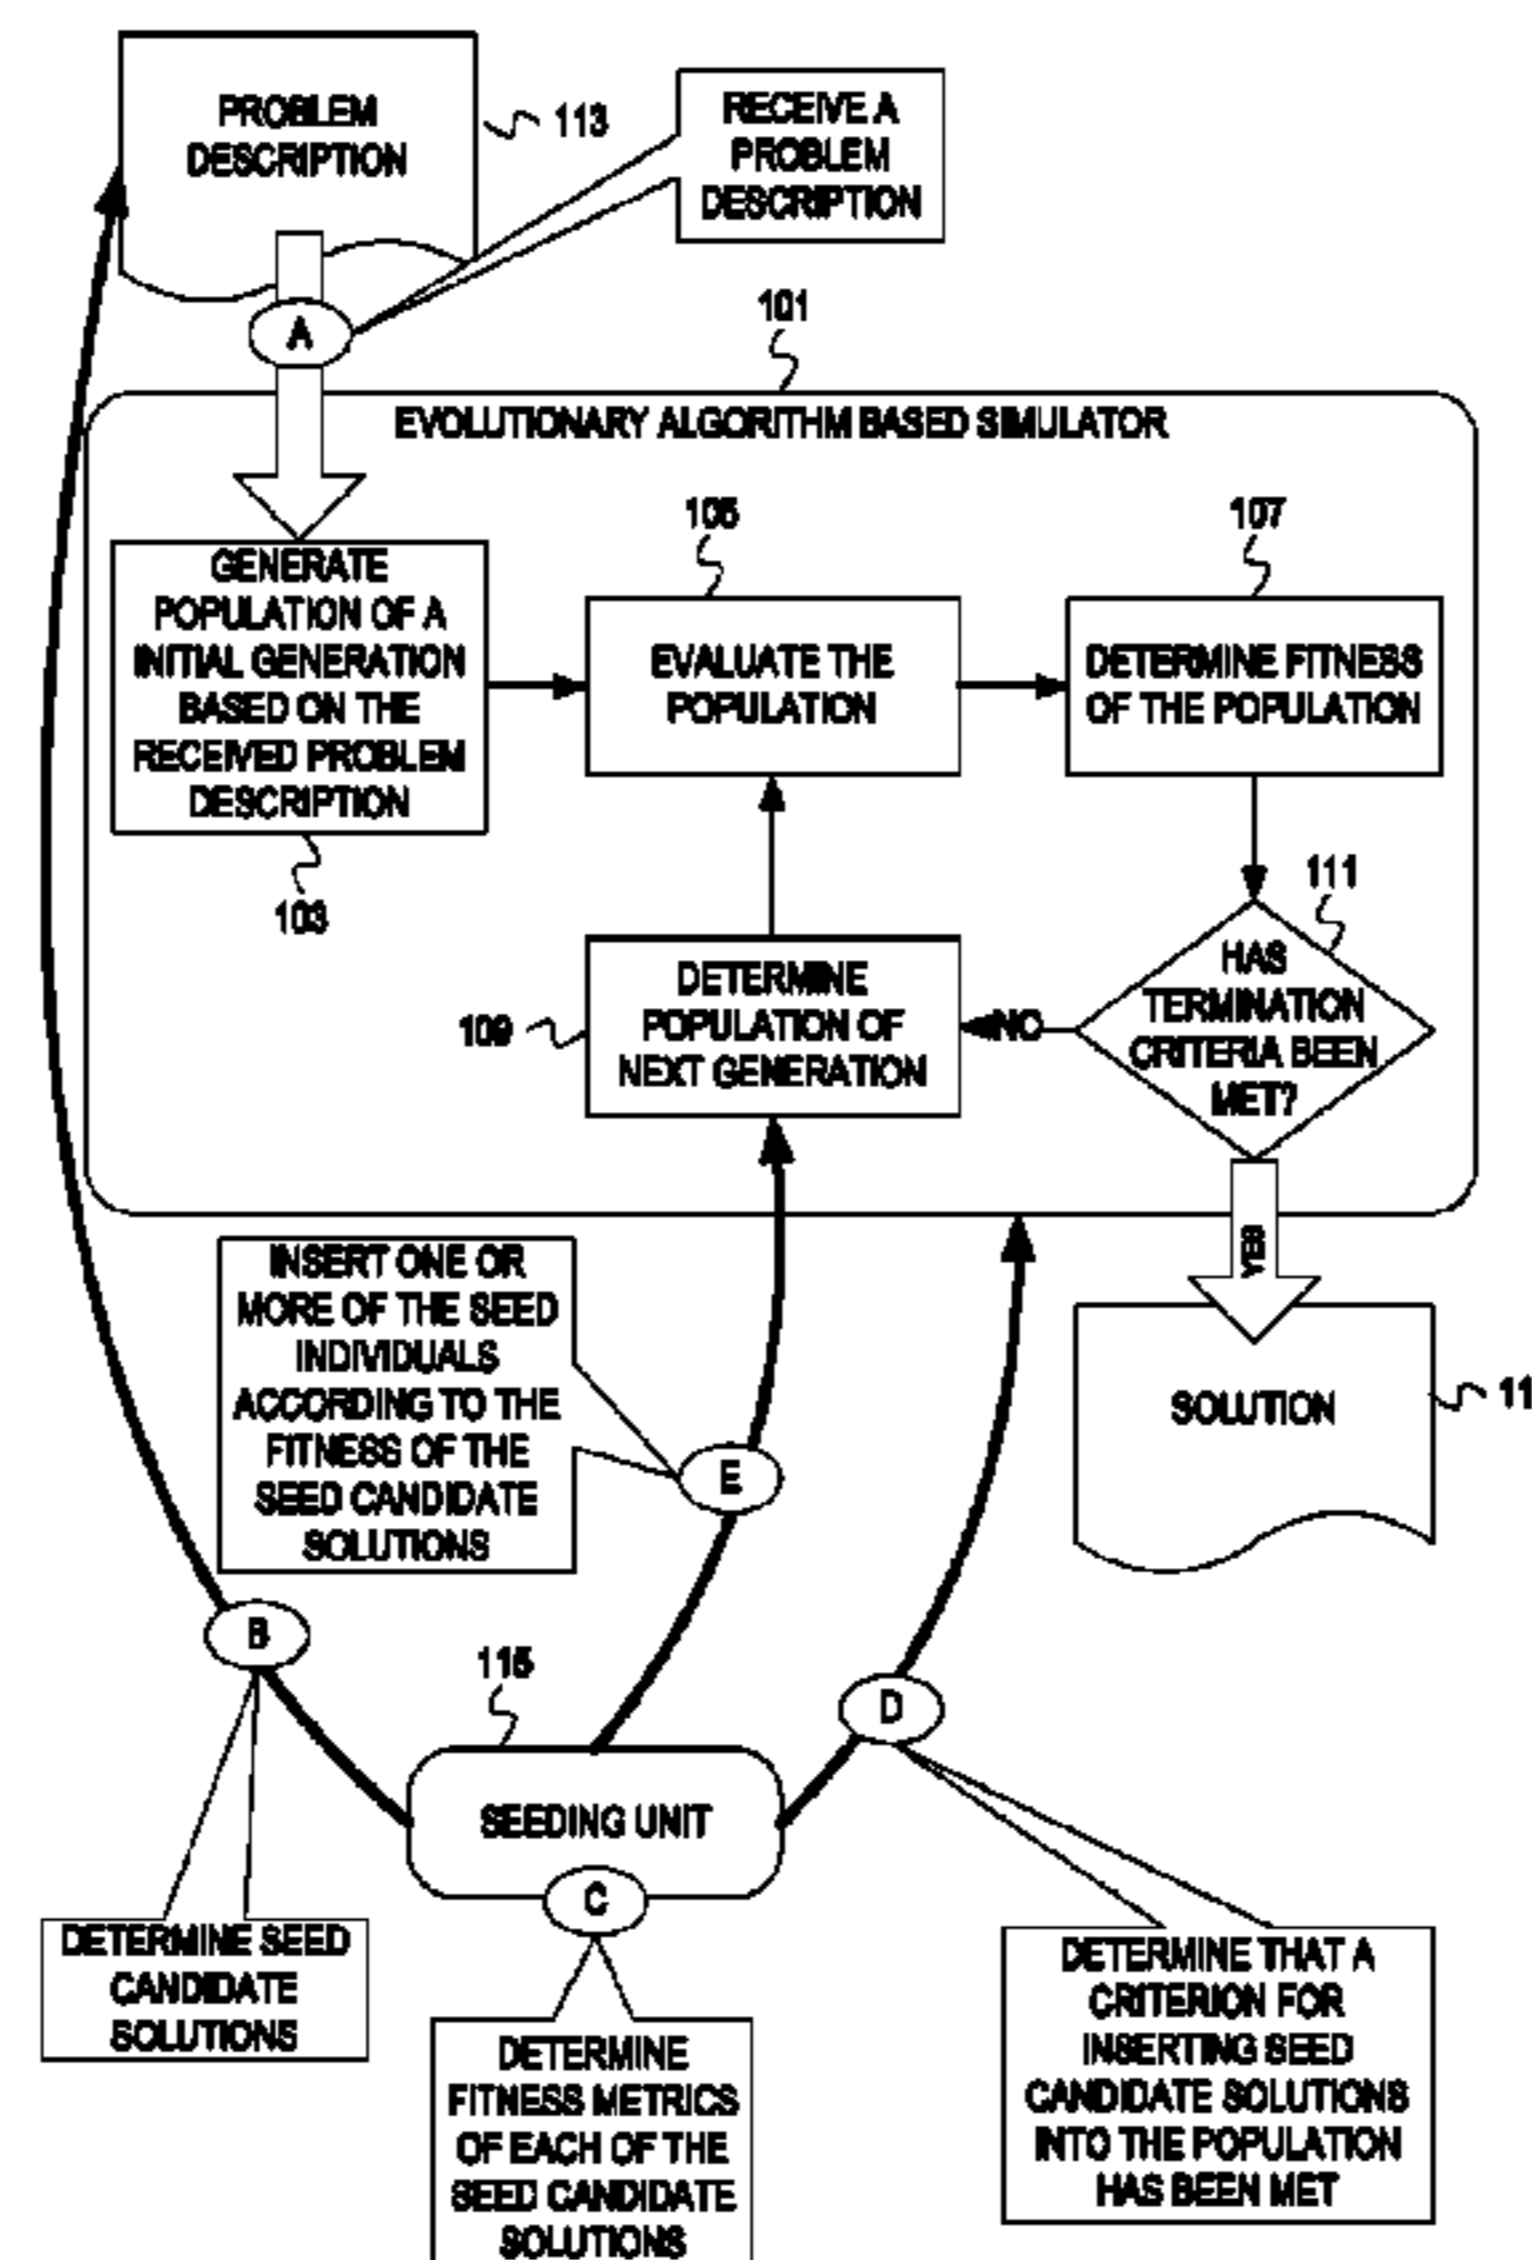 PROBLEM
DESCRIPTION
113
RECEIVE A
PROBLEM
DESCRIPTION
A
101
EVOLUTIONARY ALGORITHM BASED SIMULATOR
GENERATE
POPULATION OF A
INITIAL GENERATION
BASED ON THE
RECEIVED PROBLEM
DESCRIPTION
103
105
EVALUATE THE
POPULATION
107
DETERMINE FITNESS
OF THE POPULATION
111
HAS
TERMINATION
CRITERIA BEEN
MET?
NO
109
DETERMINE
POPULATION OF
NEXT GENERATION
YES
SOLUTION
11
INSERT ONE OR
MORE OF THE SEED
INDIVIDUALS
ACCORDING TO THE
FITNESS OF THE
SEED CANDIDATE
SOLUTIONS
E
B
115
D
SEEDING UNIT
C
DETERMINE SEED
CANDIDATE
SOLUTIONS
DETERMINE
FITNESS METRICS
OF EACH OF THE
SEED CANDIDATE
SOLUTIONS
DETERMINE THAT A
CRITERION FOR
INSERTING SEED
CANDIDATE SOLUTIONS
INTO THE POPULATION
HAS BEEN MET